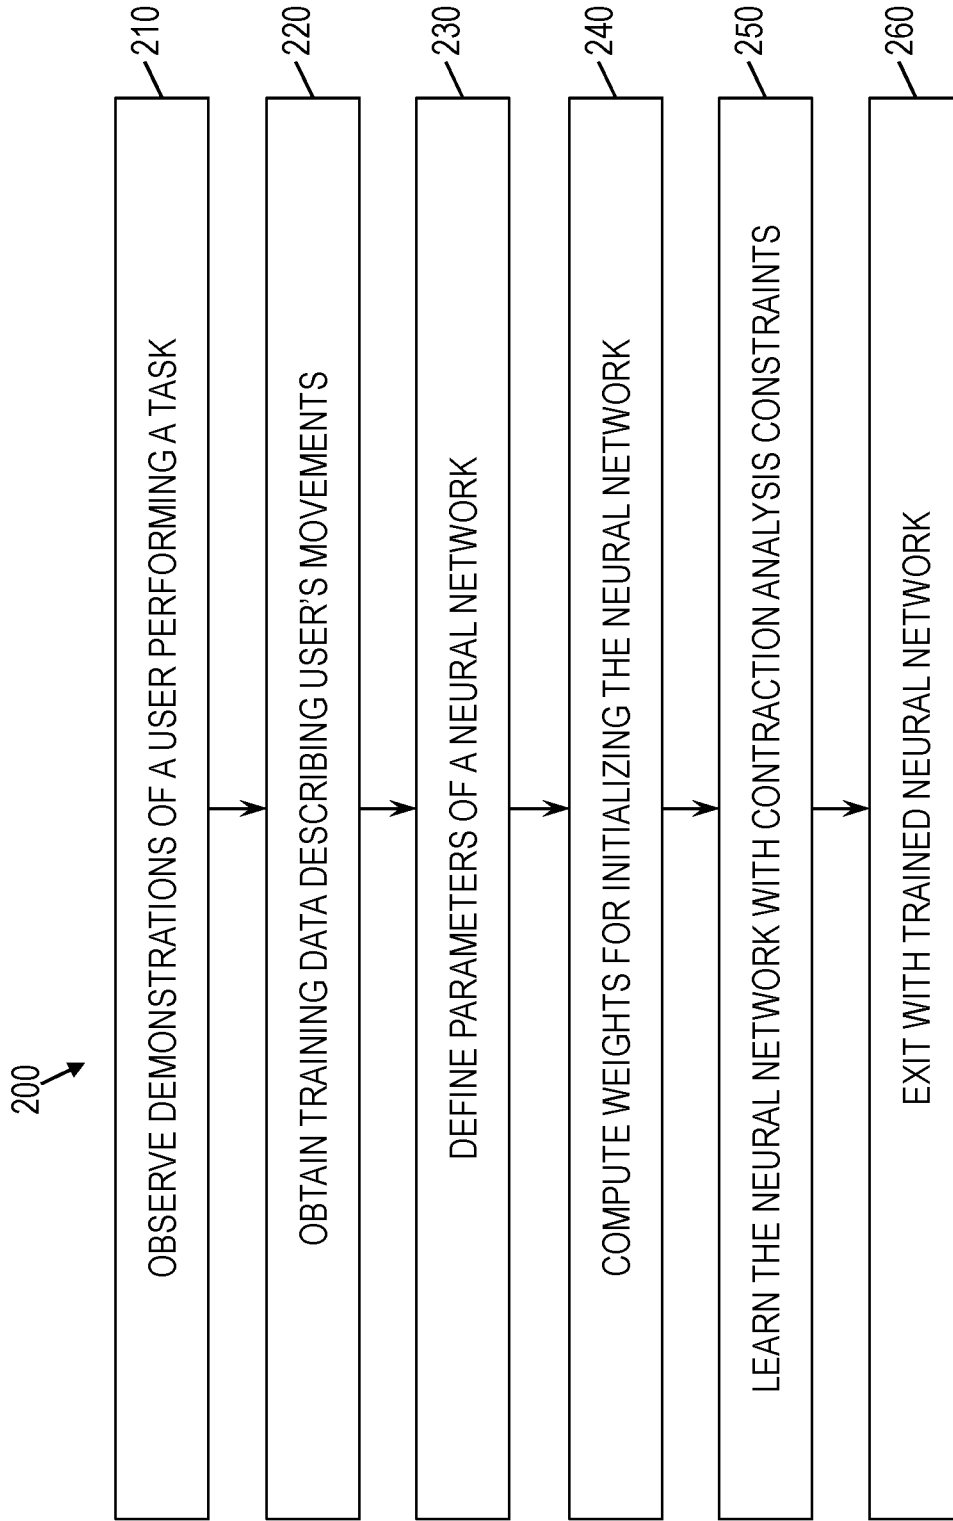 200
OBSERVE DEMONSTRATIONS OF A USER PERFORMING A TASK
210
OBTAIN TRAINING DATA DESCRIBING USER'S MOVEMENTS
220
DEFINE PARAMETERS OF A NEURAL NETWORK
230
COMPUTE WEIGHTS FOR INITIALIZING THE NEURAL NETWORK
240
LEARN THE NEURAL NETWORK WITH CONTRACTION ANALYSIS CONSTRAINTS
250
EXIT WITH TRAINED NEURAL NETWORK
260